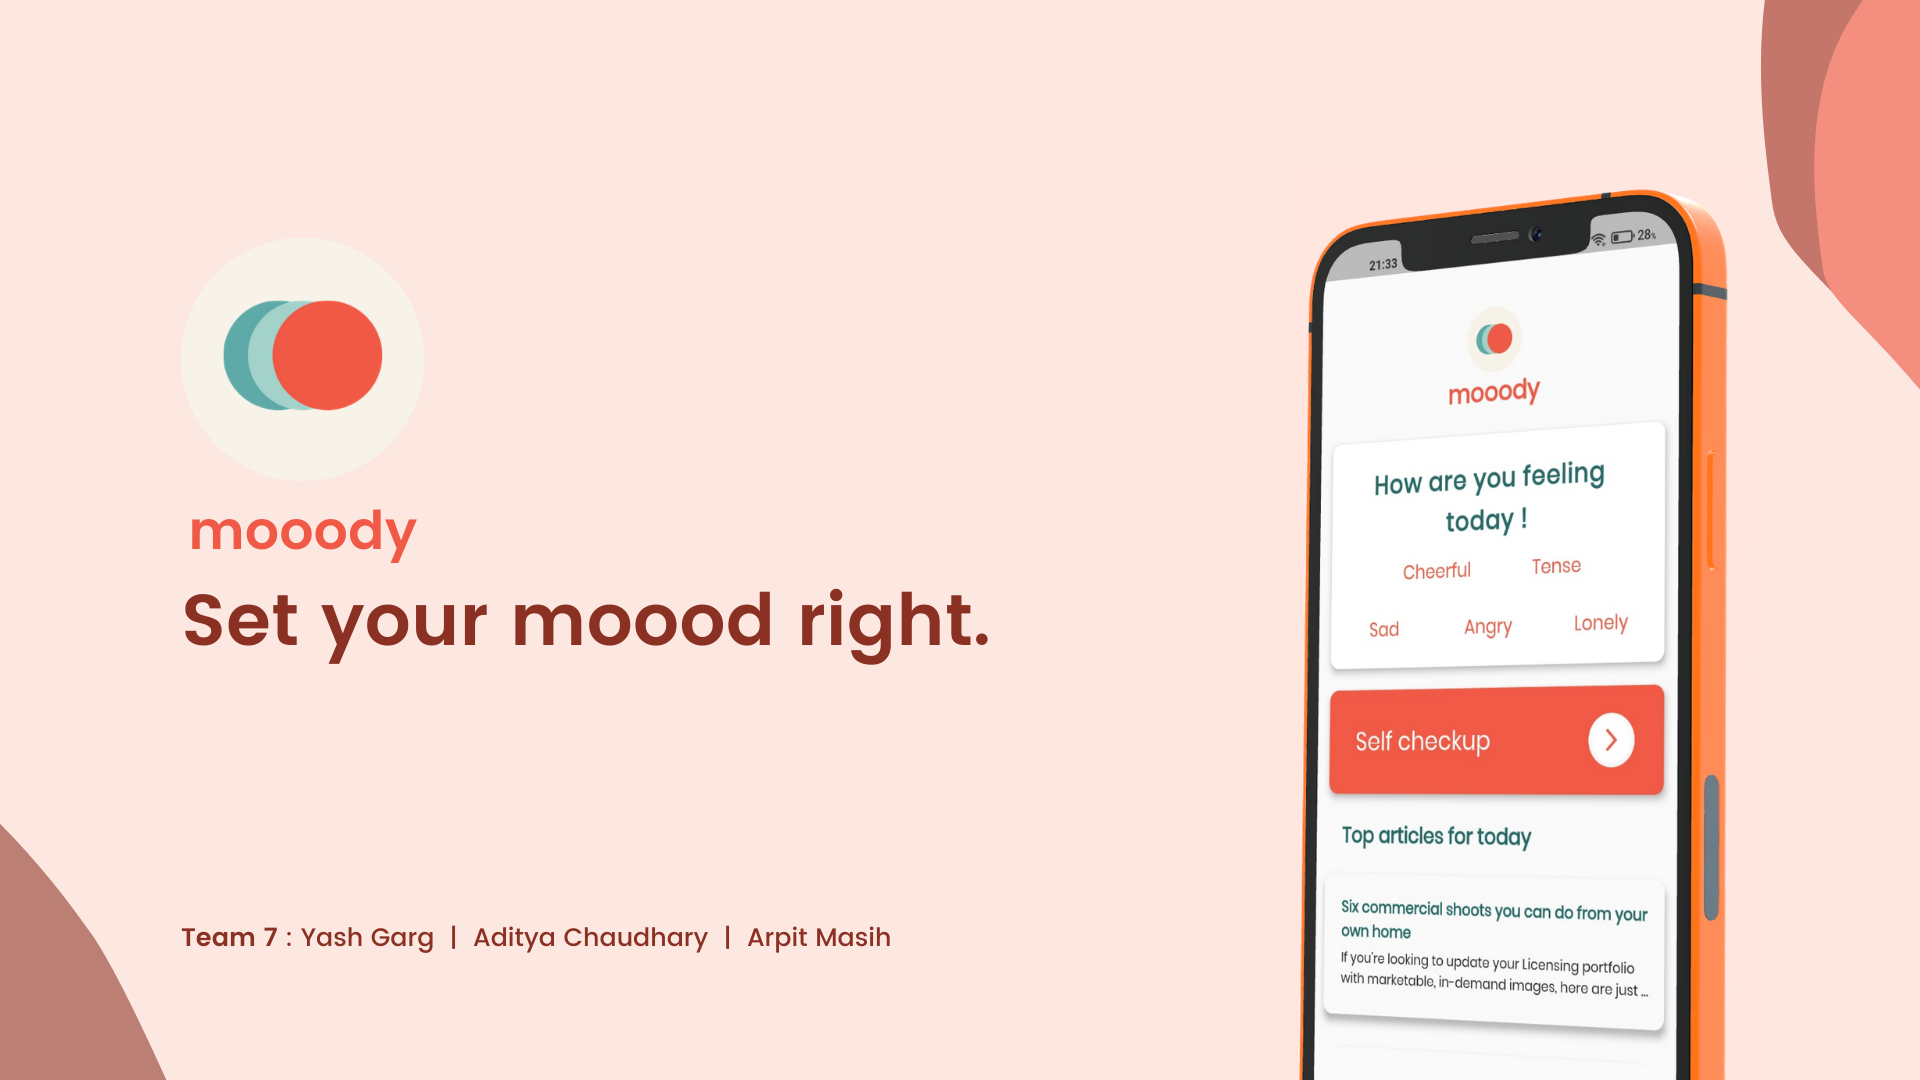 mooody
Set your moood right.
Team 7 : Yash Garg | Aditya Chaudhary | Arpit Masih
21:33
28%
mooody
How are you feeling
today !
Cheerful Tense
Sad Angry Lonely
Self checkup
Top articles for today
Six commercial shoots you can do from your
own home
If you're looking to update your Licensing portfolio
with marketable, in-demand images, here are just ...